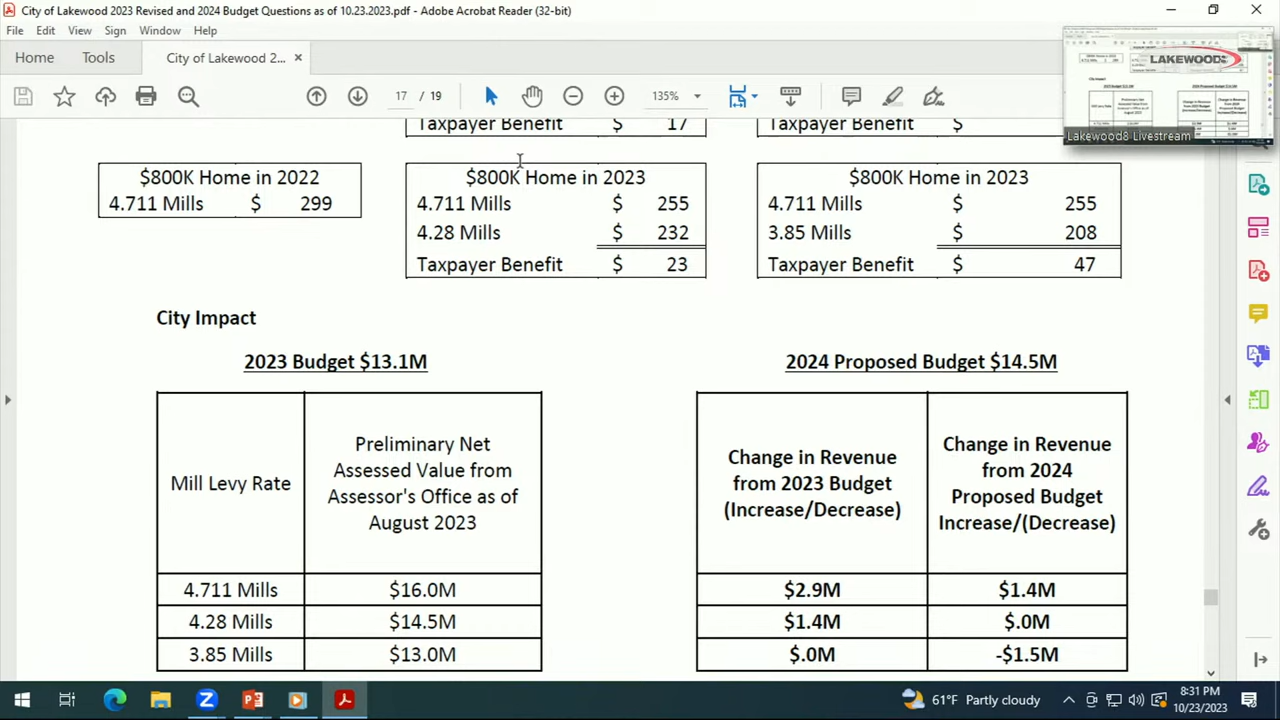 City of Lakewood 2023 Revised and 2024 Budget Questions as of 10.23.2023.pdf - Adobe Acrobat Reader (32-bit)
File Edit View Sign Window Help
Home Tools City of Lakewood 2... ×
17 / 19 135%
LAKEWOOD
Lakewood8 Livestream
Taxpayer Benefit $ 17
Taxpayer Benefit $
$800K Home in 2022
4.711 Mills $ 299
$800K Home in 2023
4.711 Mills $ 255
4.28 Mills $ 232
Taxpayer Benefit $ 23
$800K Home in 2023
4.711 Mills $ 255
3.85 Mills $ 208
Taxpayer Benefit $ 47
City Impact
2023 Budget $13.1M
Mill Levy Rate
Preliminary Net
Assessed Value from
Assessor's Office as of
August 2023
4.711 Mills $16.0M
4.28 Mills $14.5M
3.85 Mills $13.0M
2024 Proposed Budget $14.5M
Change in Revenue
from 2023 Budget
(Increase/Decrease)
Change in Revenue
from 2024
Proposed Budget
Increase/(Decrease)
$2.9M $1.4M
$1.4M $.0M
$.0M -$1.5M
61°F Partly cloudy
8:31 PM
10/23/2023